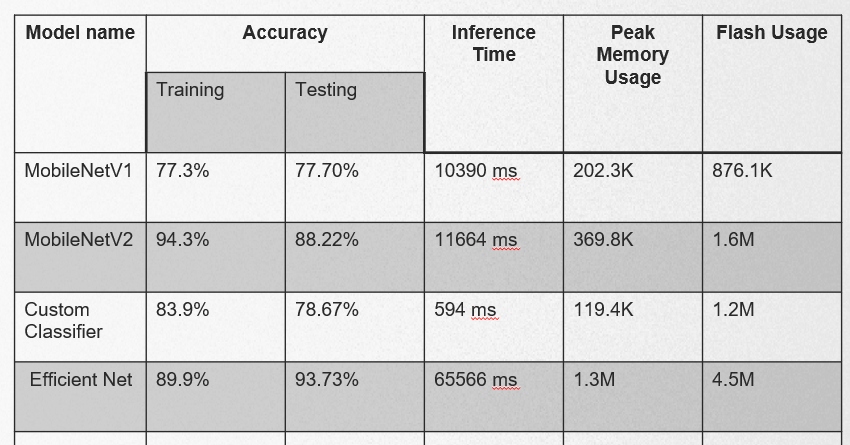 Model name
Accuracy
Inference
Time
Peak
Memory
Usage
Flash Usage
Training
Testing
MobileNetV1
77.3%
77.70%
10390 ms
202.3K
876.1K
MobileNetV2
94.3%
88.22%
11664 ms
369.8K
1.6M
Custom
Classifier
83.9%
78.67%
594 ms
119.4K
1.2M
Efficient Net
89.9%
93.73%
65566 ms
1.3M
4.5M